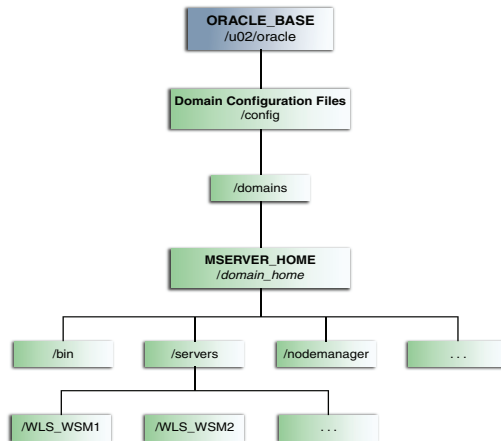 ORACLE_BASE
/u02/oracle
Domain Configuration Files
/config
/domains
MSERVER_HOME
/domain_home
/bin
/servers
/nodemanager
. . .
/WLS_WSM1
/WLS_WSM2
. . .